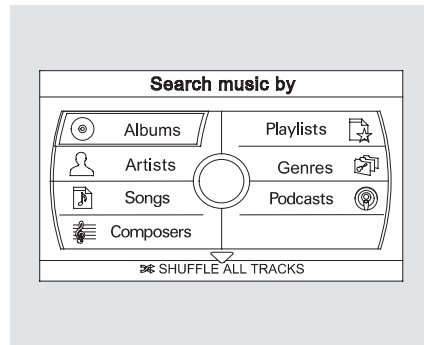 Search music by
Albums
Artists
Songs
Composers
Playlists
Genres
Podcasts
SHUFFLE ALL TRACKS